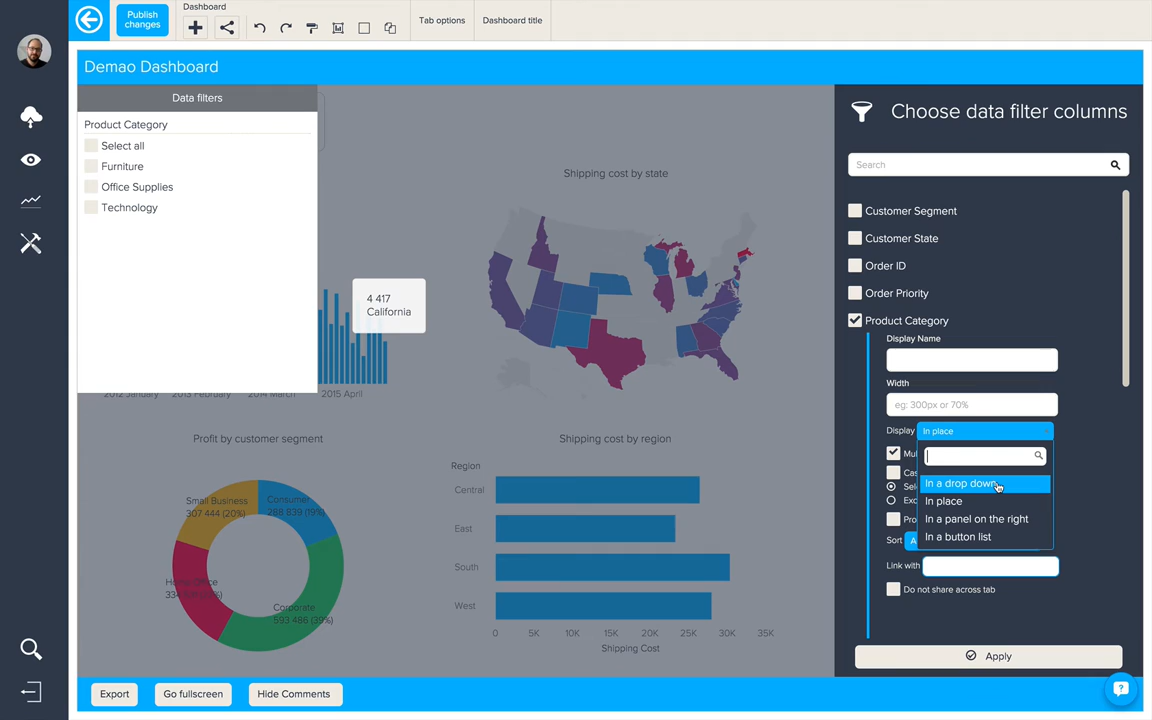 Publish changes
Dashboard
Tab options
Dashboard title
Demao Dashboard
Data filters
Product Category
Select all
Furniture
Office Supplies
Technology
Shipping cost by state
4 417
California
2012 January
2013 February
2014 March
2015 April
Profit by customer segment
Small Business
307 444 (20%)
Consumer
288 839 (19%)
Corporate
593 486 (39%)
Shipping cost by region
Region
Central
East
South
West
0 5K 10K 15K 20K 25K 30K 35K
Shipping Cost
Choose data filter columns
Search
Customer Segment
Customer State
Order ID
Order Priority
Product Category
Display Name
Width
eg: 300px or 70%
Display In place
In a drop down
In place
In a panel on the right
In a button list
Sort
Link with
Do not share across tab
Apply
Export
Go fullscreen
Hide Comments